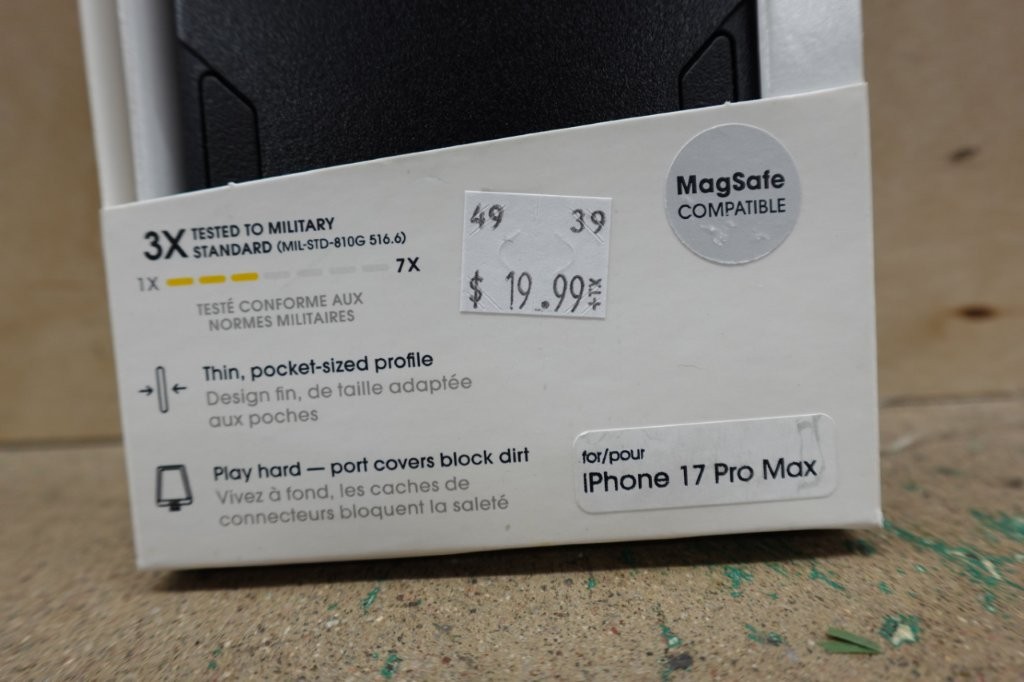 3X TESTED TO MILITARY
STANDARD (MIL-STD-810G 516.6)
1X 7X
TESTÉ CONFORME AUX
NORMES MILITAIRES
49 39
$ 19.99 +TX
MagSafe
COMPATIBLE
Thin, pocket-sized profile
Design fin, de taille adaptée
aux poches
Play hard — port covers block dirt
Vivez à fond, les caches de
connecteurs bloquent la saleté
for/pour
iPhone 17 Pro Max